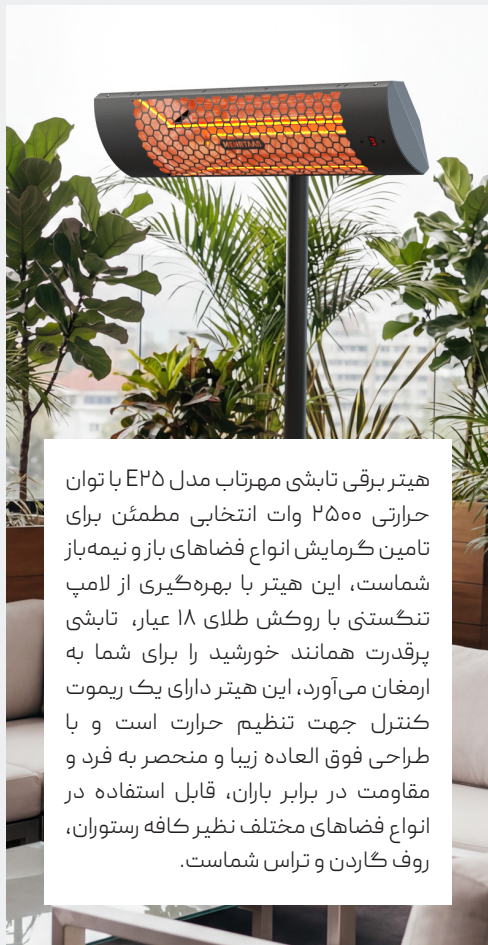 هیتر برقی تابشی مهرتاب مدل E۲۵ با توان
حرارتی ۲۵۰۰ وات انتخابی مطمئن برای
تامین گرمایش انواع فضاهای باز و نیمه‌باز
شماست، این هیتر با بهره‌گیری از لامپ
تنگستنی با روکش طلای ۱۸ عیار، تابشی
پرقدرت همانند خورشید را برای شما به
ارمغان می‌آورد، این هیتر دارای یک ریموت
کنترل جهت تنظیم حرارت است و با
طراحی فوق العاده زیبا و منحصر به فرد و
مقاومت در برابر باران، قابل استفاده در
انواع فضاهای مختلف نظیر کافه رستوران،
روف گاردن و تراس شماست.